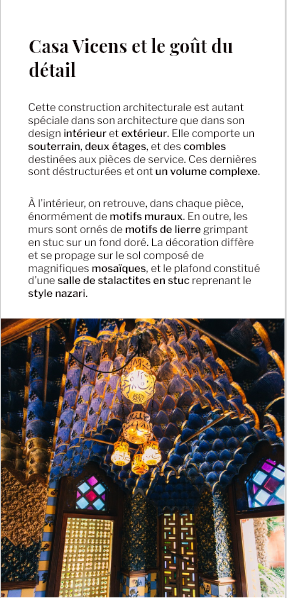 Casa Vicens et le goût du
détail
Cette construction architecturale est autant
spéciale dans son architecture que dans son
design intérieur et extérieur. Elle comporte un
souterrain, deux étages, et des combles
destinées aux pièces de service. Ces dernières
sont déstructurées et ont un volume complexe.
À l'intérieur, on retrouve, dans chaque pièce,
énormément de motifs muraux. En outre, les
murs sont ornés de motifs de lierre grimpant
en stuc sur un fond doré. La décoration diffère
et se propage sur le sol composé de
magnifiques mosaïques, et le plafond constitué
d'une salle de stalactites en stuc reprenant le
style nazari.